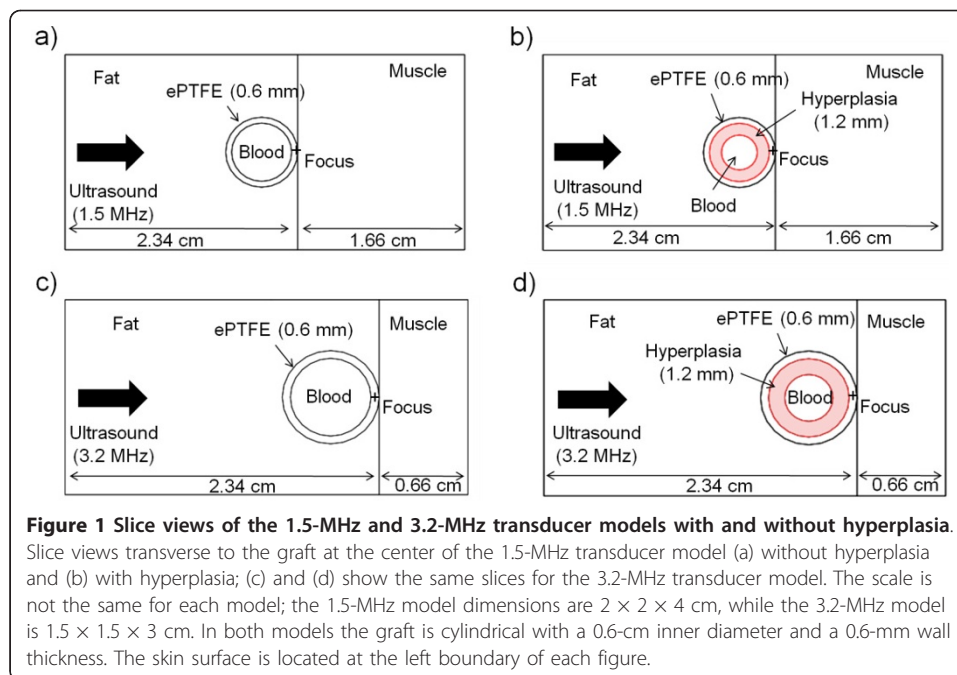 a)
Fat
Muscle
ePTFE (0.6 mm)
Blood
Focus
Ultrasound
(1.5 MHz)
2.34 cm
1.66 cm
b)
Fat
Muscle
ePTFE (0.6 mm)
Hyperplasia
(1.2 mm)
Focus
Blood
Ultrasound
(1.5 MHz)
2.34 cm
1.66 cm
c)
Fat
Muscle
ePTFE (0.6 mm)
Blood
Focus
Ultrasound
(3.2 MHz)
2.34 cm
0.66 cm
d)
Fat
Muscle
ePTFE (0.6 mm)
Hyperplasia
(1.2 mm)
Blood
Focus
Ultrasound
(3.2 MHz)
2.34 cm
0.66 cm
Figure 1 Slice views of the 1.5-MHz and 3.2-MHz transducer models with and without hyperplasia.
Slice views transverse to the graft at the center of the 1.5-MHz transducer model (a) without hyperplasia
and (b) with hyperplasia; (c) and (d) show the same slices for the 3.2-MHz transducer model. The scale is
not the same for each model; the 1.5-MHz model dimensions are 2 × 2 × 4 cm, while the 3.2-MHz model
is 1.5 × 1.5 × 3 cm. In both models the graft is cylindrical with a 0.6-cm inner diameter and a 0.6-mm wall
thickness. The skin surface is located at the left boundary of each figure.